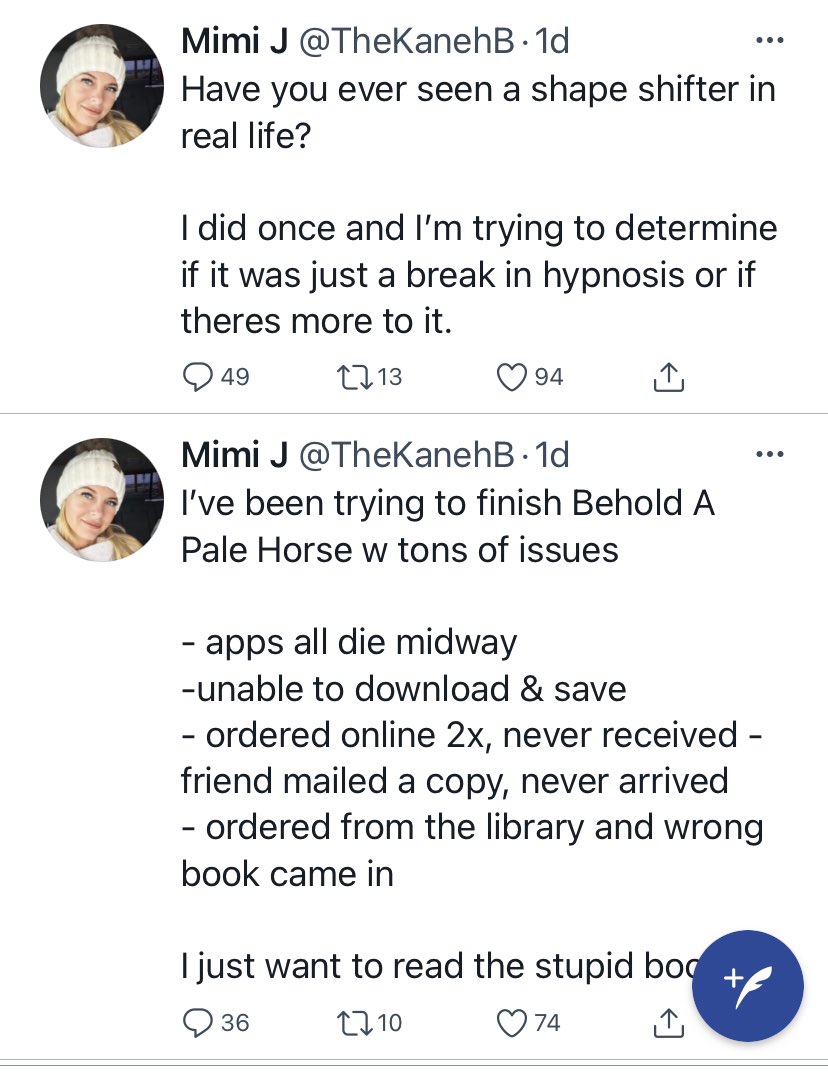 Mimi J @TheKanehB · 1d
Have you ever seen a shape shifter in
real life?
I did once and I’m trying to determine
if it was just a break in hypnosis or if
theres more to it.
49 13 94
Mimi J @TheKanehB · 1d
I’ve been trying to finish Behold A
Pale Horse w tons of issues
- apps all die midway
-unable to download & save
- ordered online 2x, never received -
friend mailed a copy, never arrived
- ordered from the library and wrong
book came in
I just want to read the stupid
36 10 74